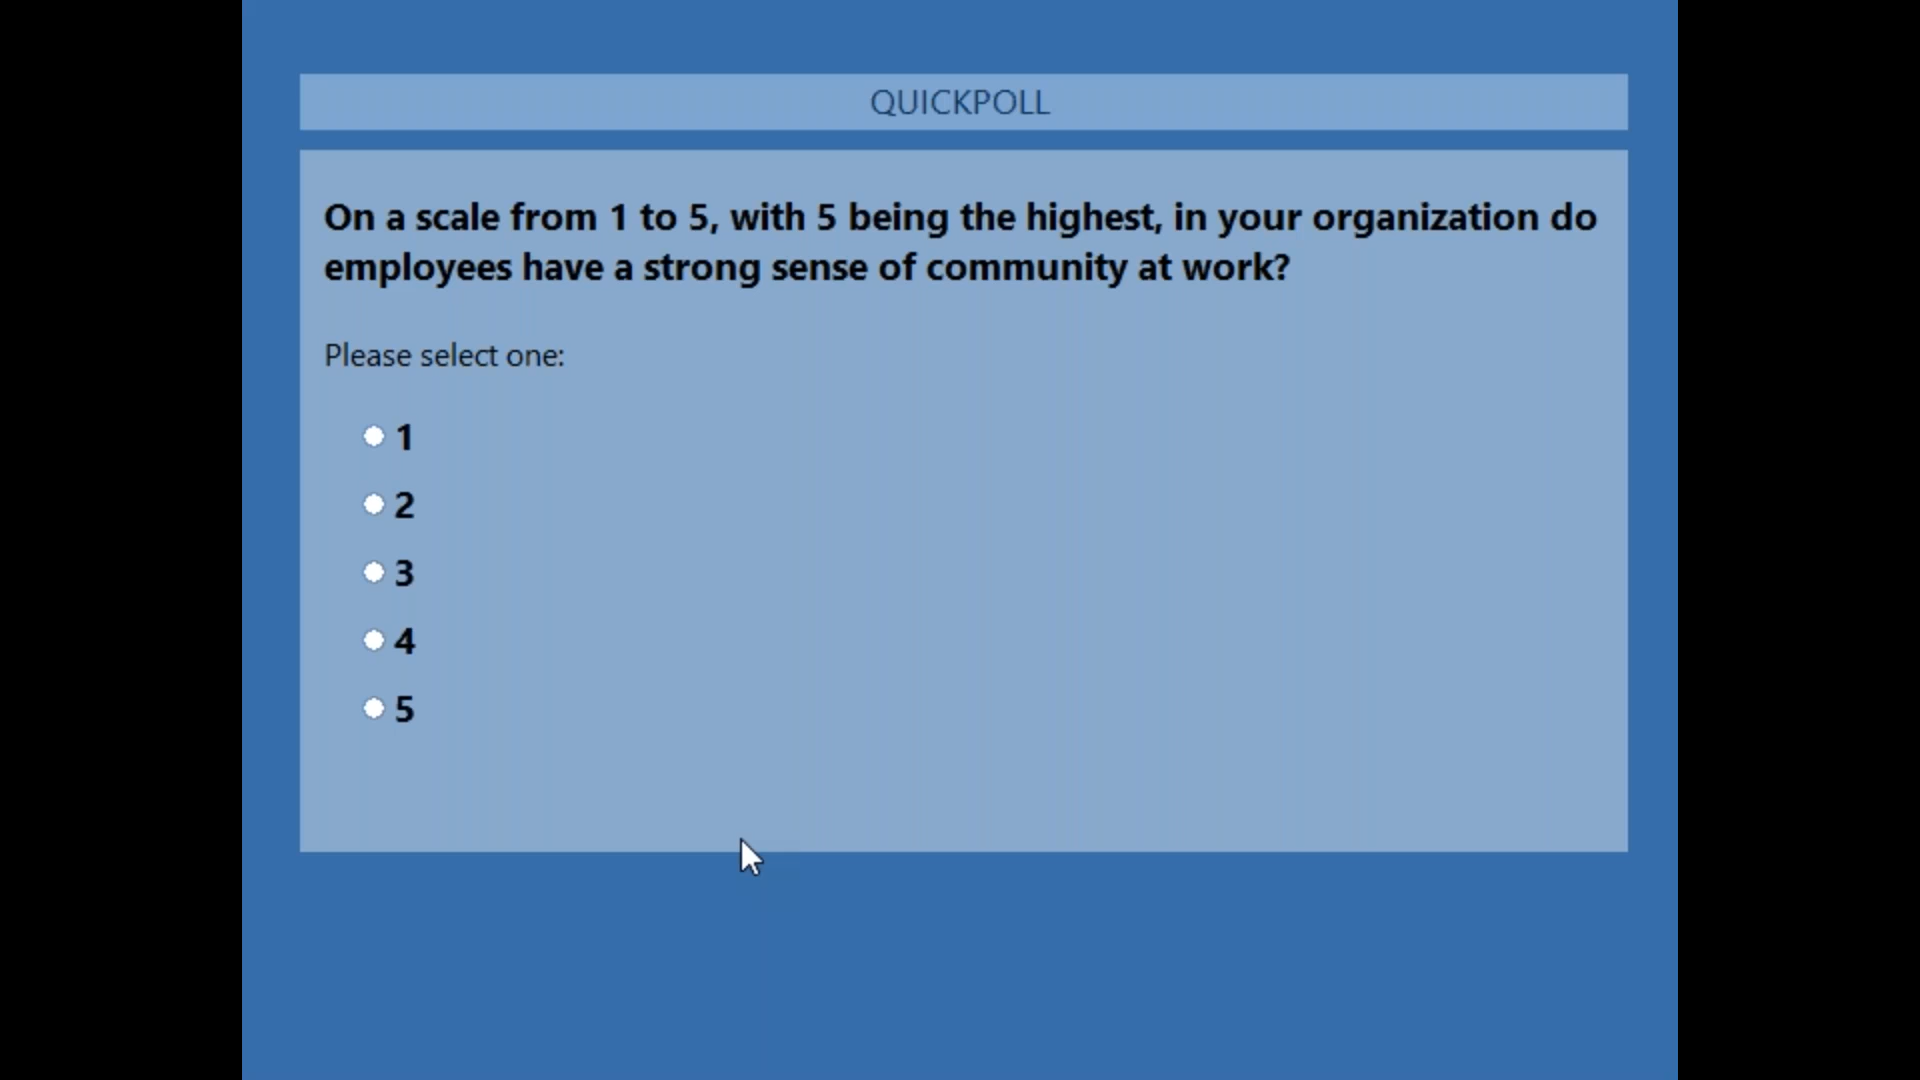 QUICKPOLL
On a scale from 1 to 5, with 5 being the highest, in your organization do
employees have a strong sense of community at work?
Please select one:
1
2
3
4
5